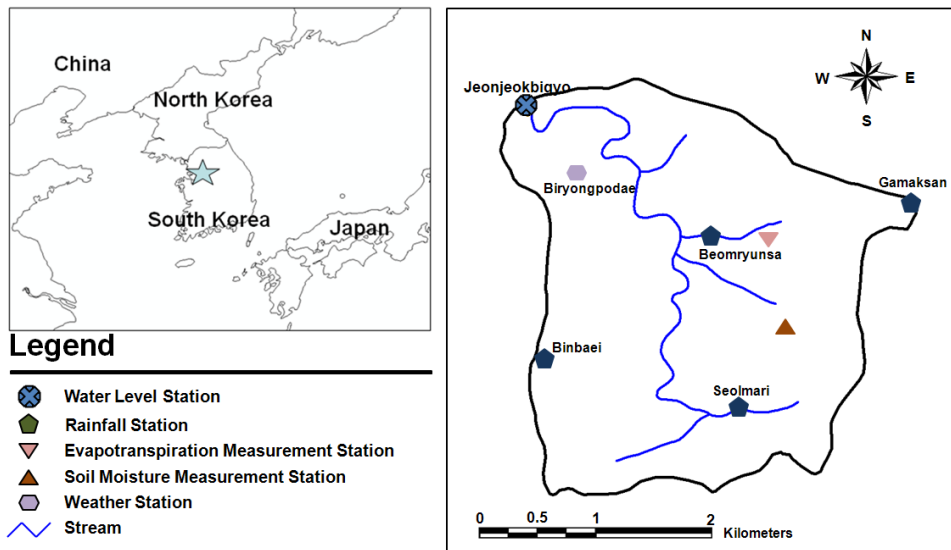 China
North Korea
South Korea
Japan
Legend
Water Level Station
Rainfall Station
Evapotranspiration Measurement Station
Soil Moisture Measurement Station
Weather Station
Stream
N
W E
S
Jeonjeokbigyo
Biryongpodae
Gamaksan
Beomryunsa
Binbaei
Seolmari
0 0.5 1 2
Kilometers